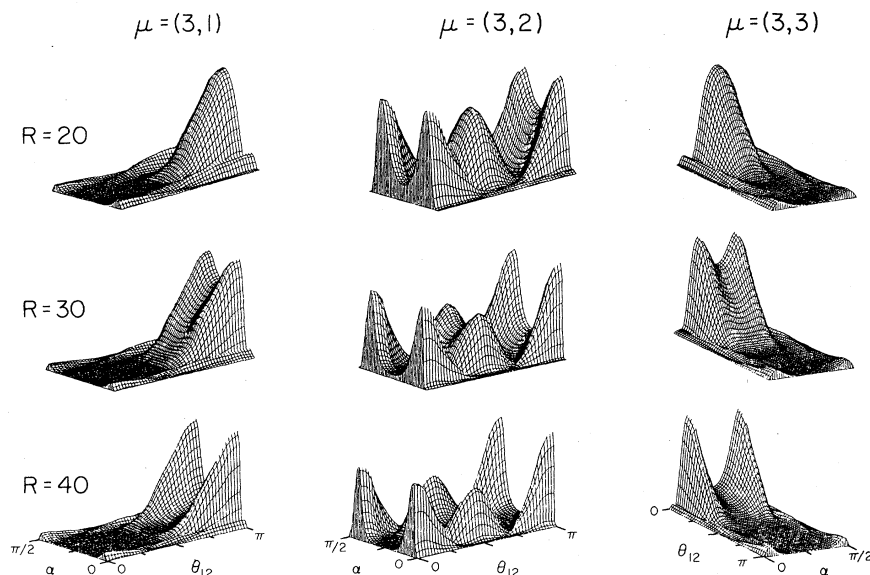 μ=(3,1) μ=(3,2) μ=(3,3)
R=20
R=30
R=40
π/2 α 0 0 θ12 π
π/2 α 0 0 θ12 π
0 θ12 π 0 α π/2